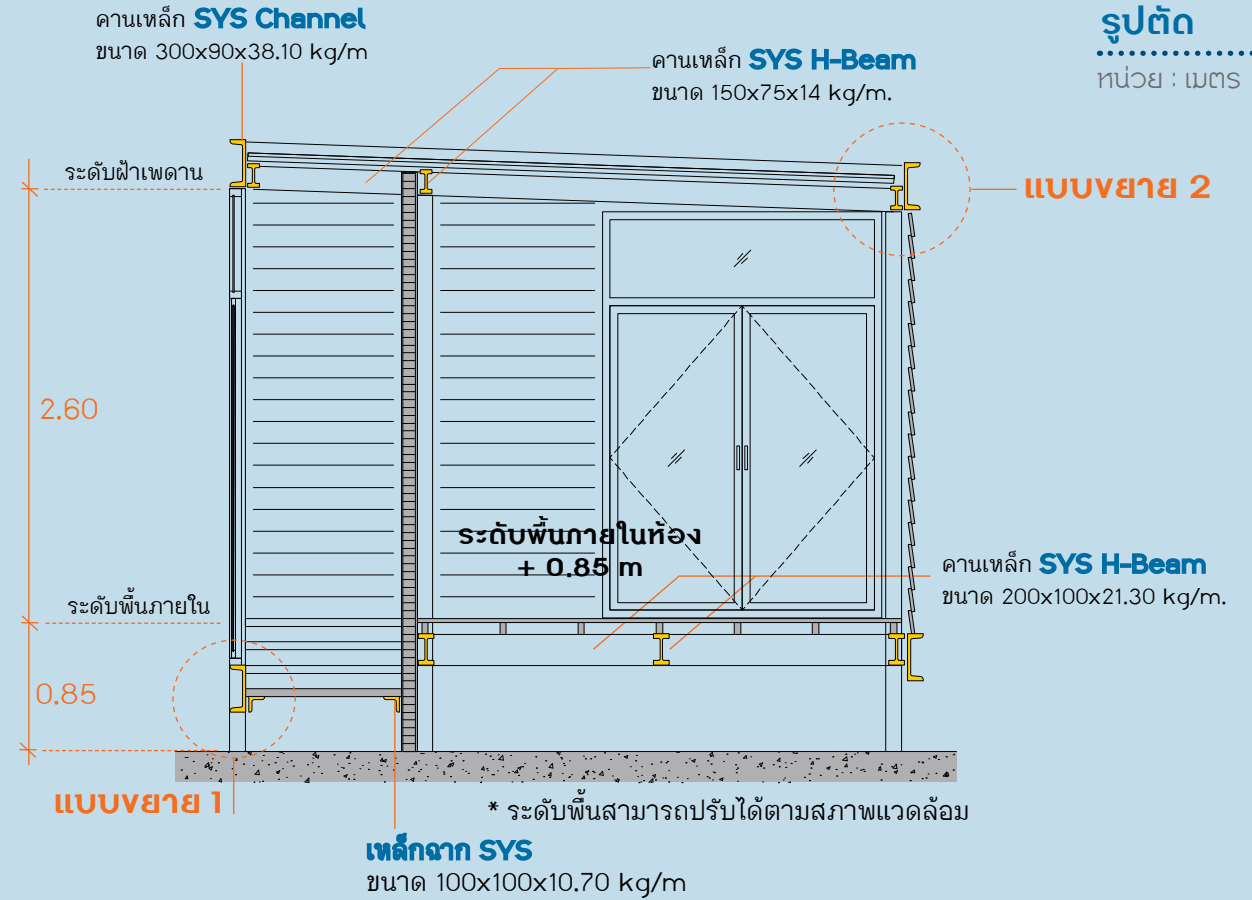 คานเหล็ก SYS Channel
ขนาด 300x90x38.10 kg/m
คานเหล็ก SYS H-Beam
ขนาด 150x75x14 kg/m.
รูปตัด
หน่วย : เมตร
ระดับฝ้าเพดาน
แบบขยาย 2
2.60
ระดับพื้นภายในห้อง
+ 0.85 m
คานเหล็ก SYS H-Beam
ขนาด 200x100x21.30 kg/m.
ระดับพื้นภายใน
0.85
แบบขยาย 1
* ระดับพื้นสามารถปรับได้ตามสภาพแวดล้อม
เหล็กฉาก SYS
ขนาด 100x100x10.70 kg/m